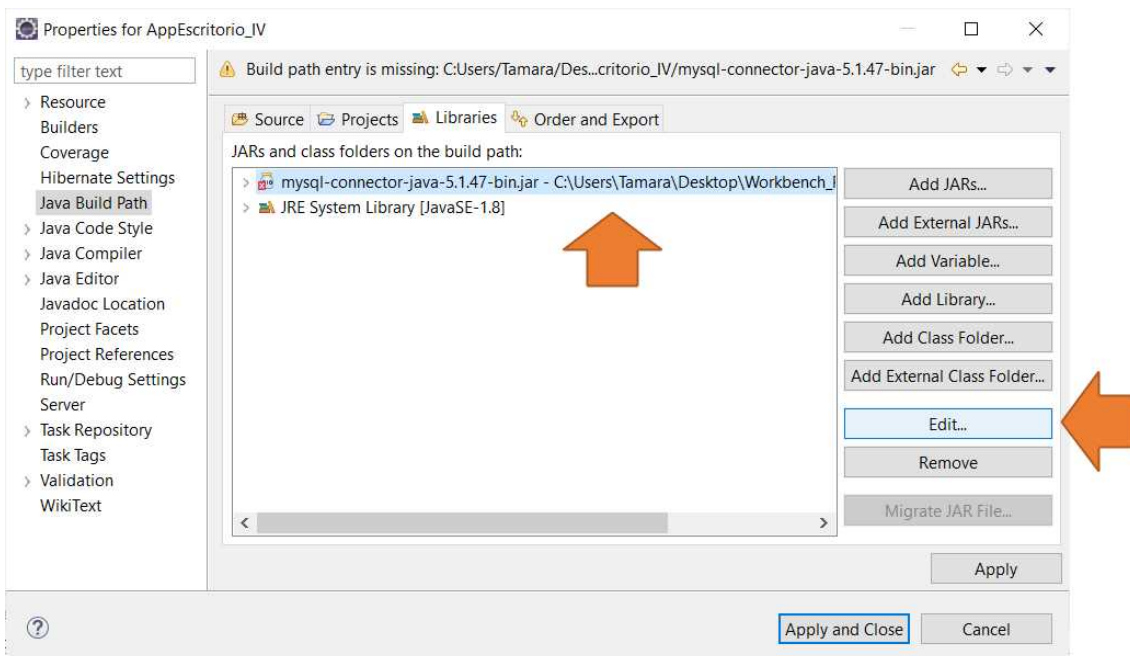 Properties for AppEscritorio_IV
type filter text
Build path entry is missing: C:Users/Tamara/Des...critorio_IV/mysql-connector-java-5.1.47-bin.jar
Resource
Builders
Coverage
Hibernate Settings
Java Build Path
Java Code Style
Java Compiler
Java Editor
Javadoc Location
Project Facets
Project References
Run/Debug Settings
Server
Task Repository
Task Tags
Validation
WikiText
Source Projects Libraries Order and Export
JARs and class folders on the build path:
mysql-connector-java-5.1.47-bin.jar - C:\Users\Tamara\Desktop\Workbench_
JRE System Library [JavaSE-1.8]
Add JARs...
Add External JARs...
Add Variable...
Add Library...
Add Class Folder...
Add External Class Folder...
Edit...
Remove
Migrate JAR File...
Apply
?
Apply and Close
Cancel